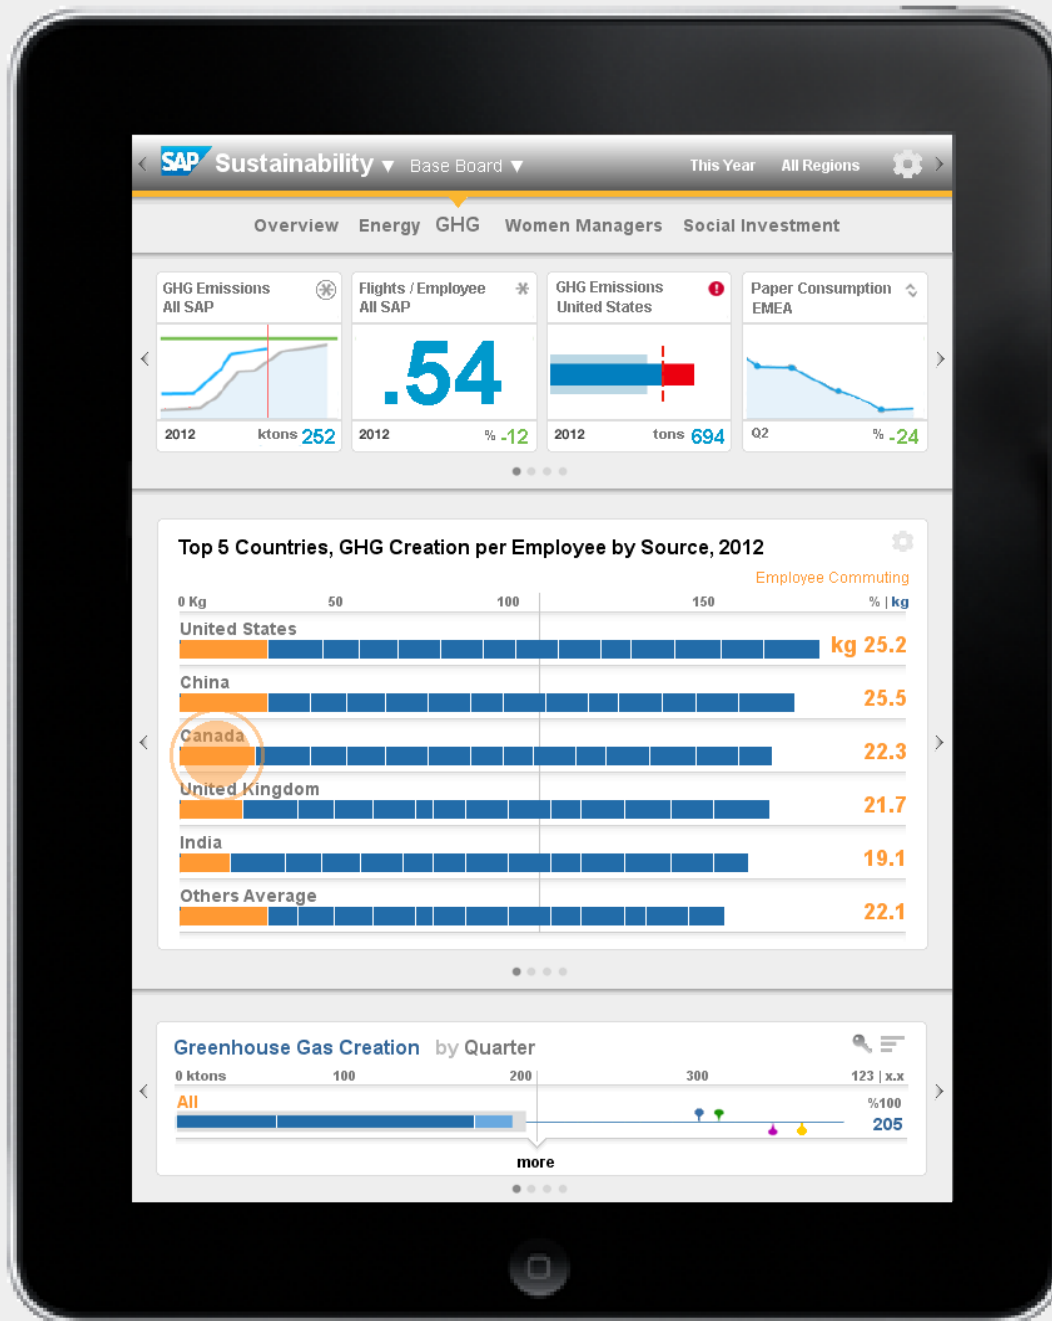 SAP Sustainability ▼ Base Board ▼ This Year All Regions
Overview Energy GHG Women Managers Social Investment
GHG Emissions
All SAP
2012 ktons 252
Flights / Employee
All SAP
.54
2012 % -12
GHG Emissions
United States
2012 tons 694
Paper Consumption
EMEA
Q2 % -24
Top 5 Countries, GHG Creation per Employee by Source, 2012
Employee Commuting
0 Kg 50 100 150 % | kg
United States
kg 25.2
China
25.5
Canada
22.3
United Kingdom
21.7
India
19.1
Others Average
22.1
Greenhouse Gas Creation by Quarter
0 ktons 100 200 300 123 | x.x
All %100
205
more